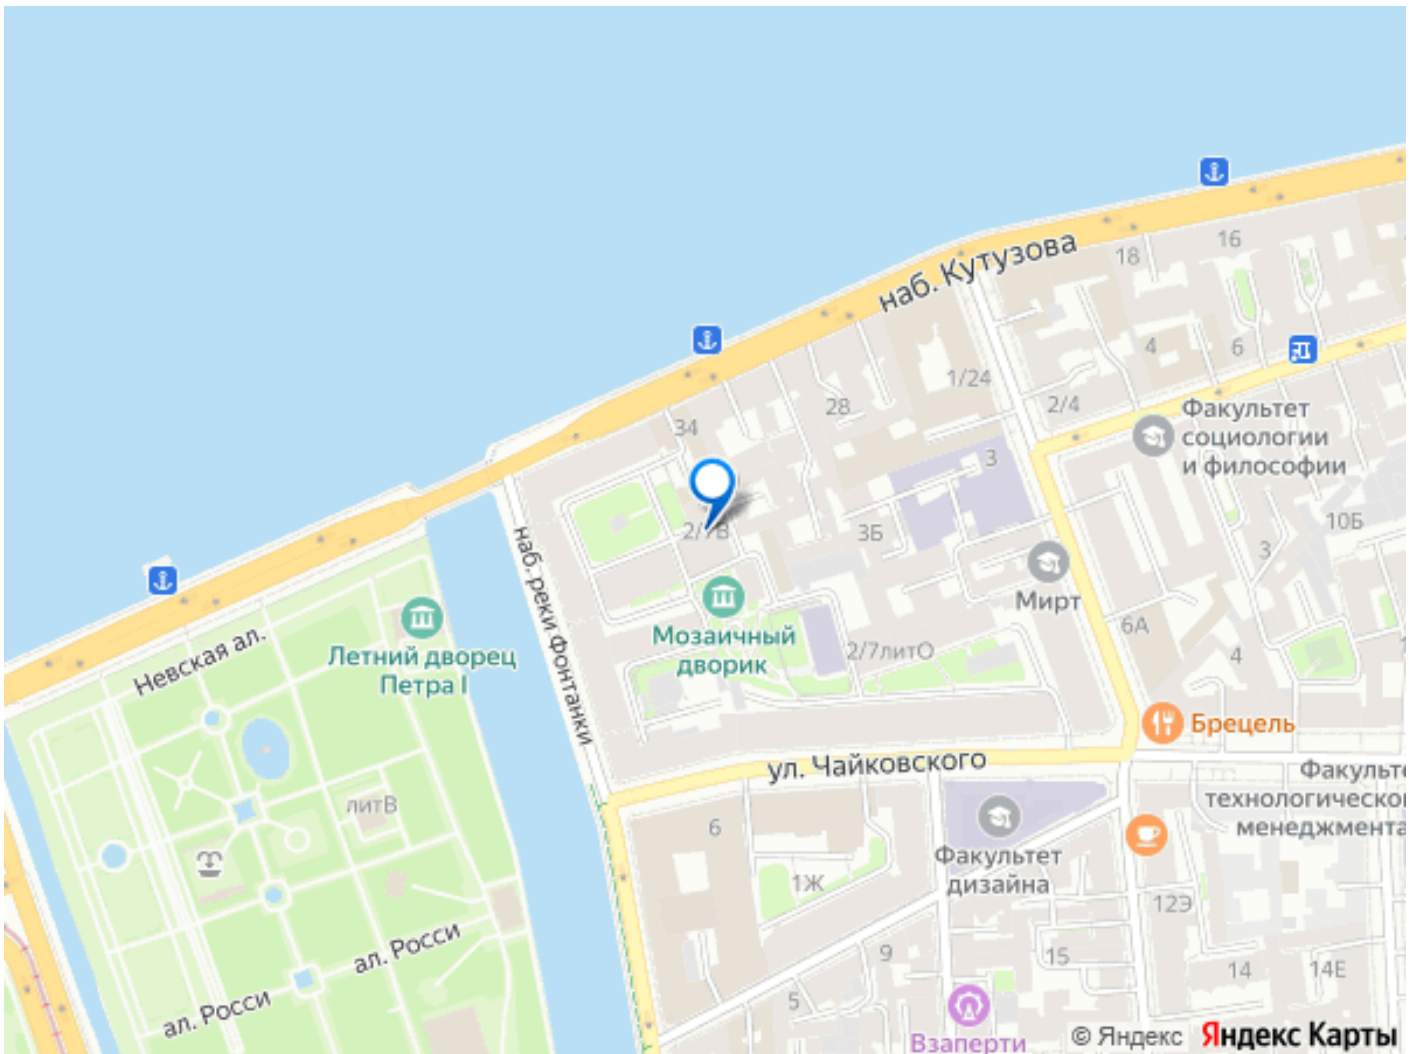 наб. Кутузова
16
18
4
6
1/24
2/4
28
34
Факультет
социологии
и философии
3
10Б
2/7В
3Б
3
наб. реки фонтанки
Мирт
6А
Мозаичный
дворик
2/7литО
4
Невская ал.
Летний дворец
Петра I
Брецель
ул. Чайковского
Факульте
технологическо
менеджмента
литВ
6
Факультет
дизайна
1Ж
12Э
ал. Росси
9
15
14
14Е
ал. Росси
5
Взаперти
© Яндекс
Яндекс Карты